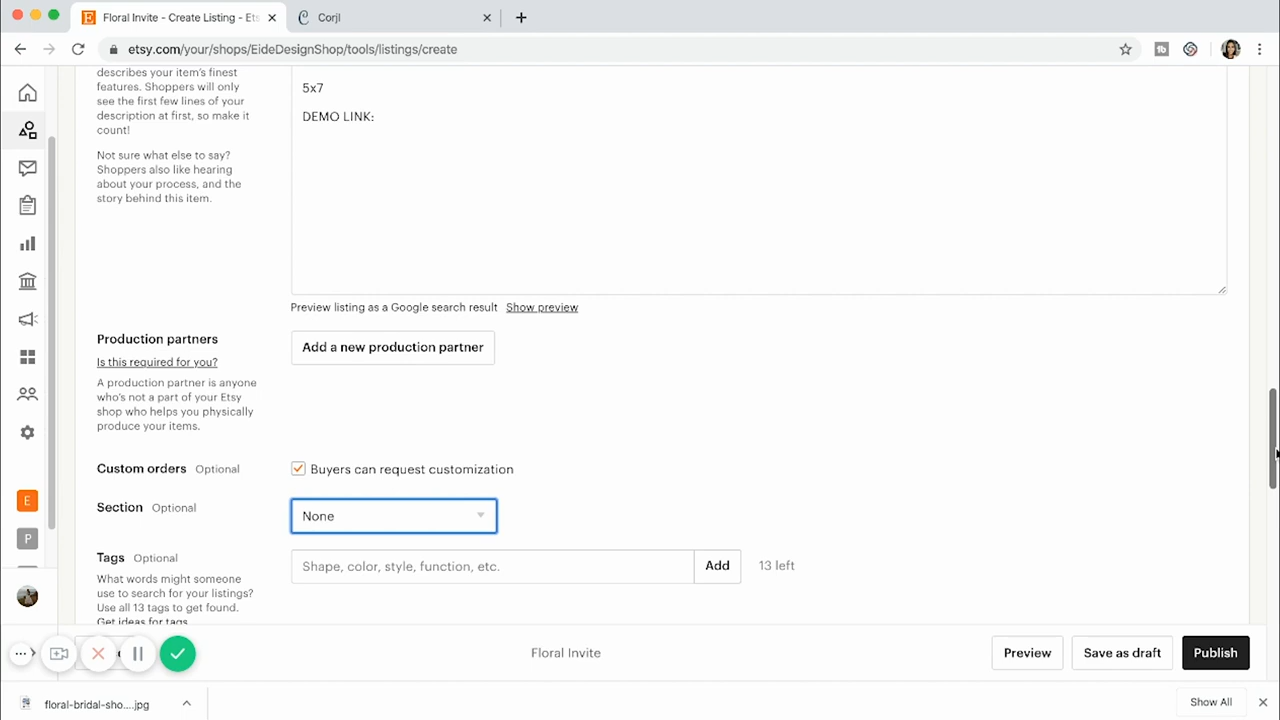 Floral Invite - Create Listing - Ets
Corjl
etsy.com/your/shops/EideDesignShop/tools/listings/create
describes your item's finest
features. Shoppers will only
see the first few lines of your
description at first, so make it
count!
Not sure what else to say?
Shoppers also like hearing
about your process, and the
story behind this item.
5x7
DEMO LINK:
Preview listing as a Google search result Show preview
Production partners
Is this required for you?
A production partner is anyone
who's not a part of your Etsy
shop who helps you physically
produce your items.
Add a new production partner
Custom orders Optional
Buyers can request customization
Section Optional
None
Tags Optional
What words might someone
use to search for your listings?
Use all 13 tags to get found.
Get ideas for tags.
Shape, color, style, function, etc.
Add
13 left
E
P
Floral Invite
Preview
Save as draft
Publish
floral-bridal-sho....jpg
Show All